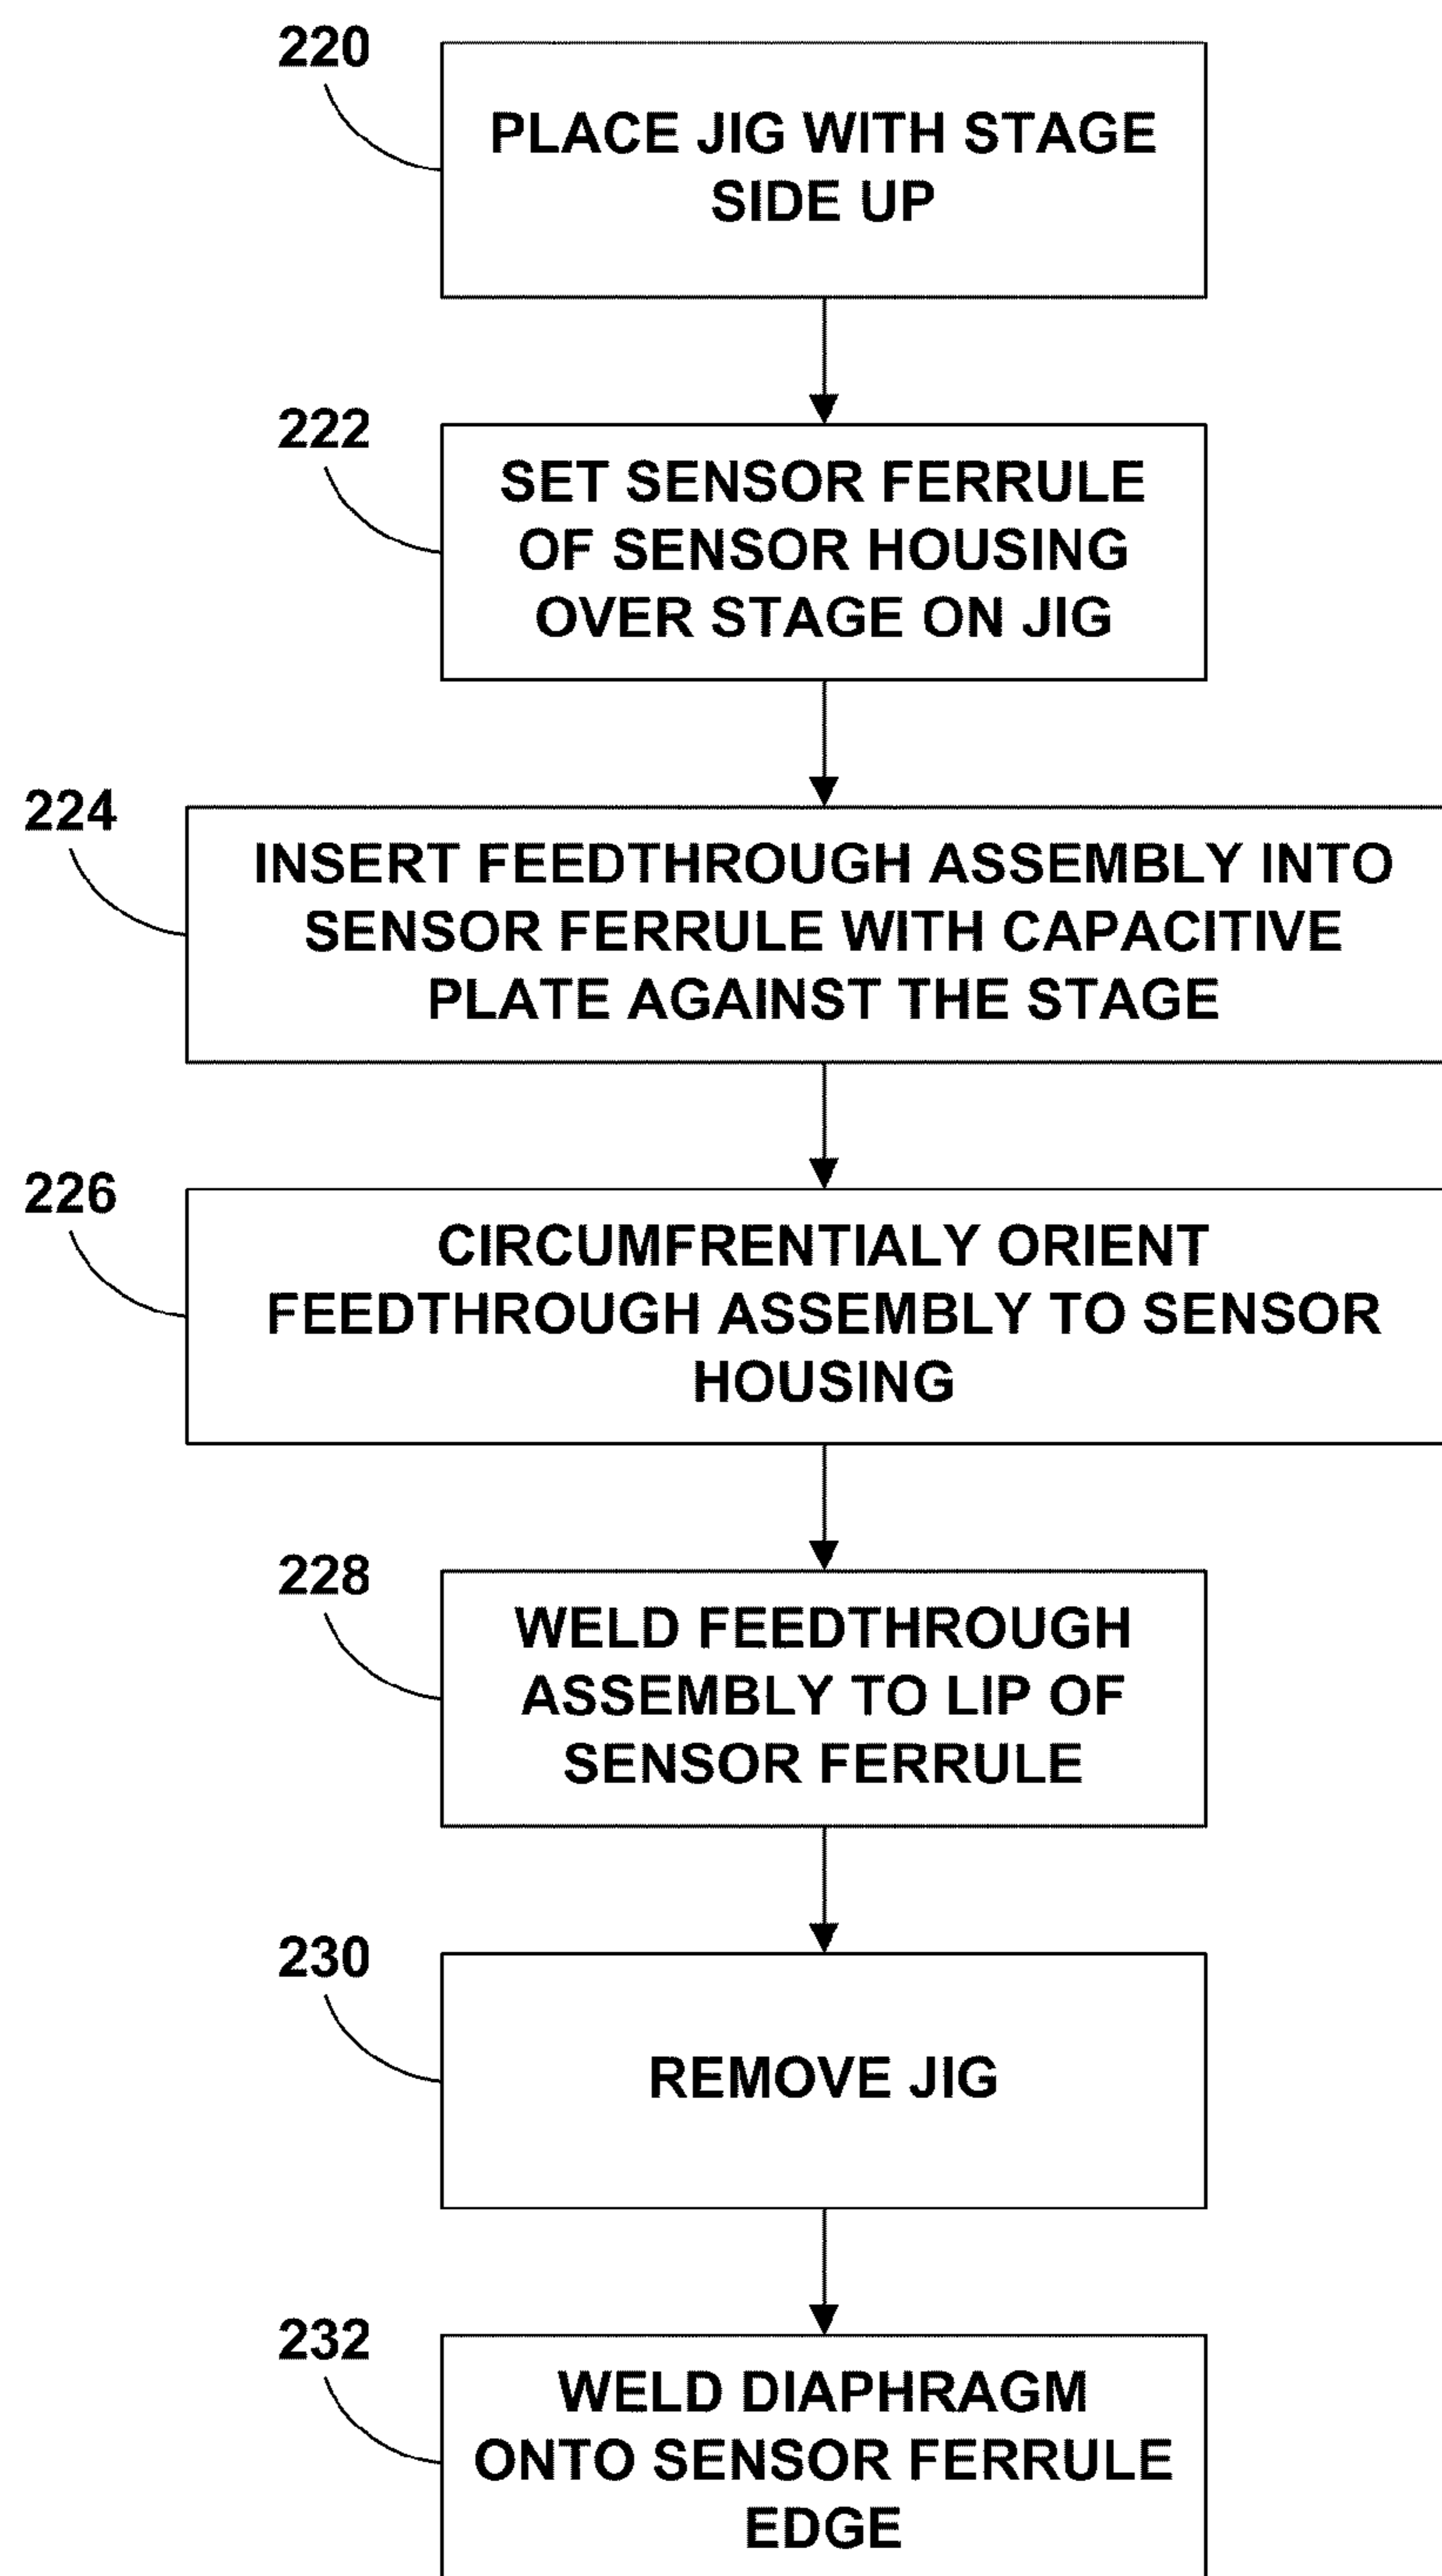 220
PLACE JIG WITH STAGE
SIDE UP
222
SET SENSOR FERRULE
OF SENSOR HOUSING
OVER STAGE ON JIG
224
INSERT FEEDTHROUGH ASSEMBLY INTO
SENSOR FERRULE WITH CAPACITIVE
PLATE AGAINST THE STAGE
226
CIRCUMFRENTIALY ORIENT
FEEDTHROUGH ASSEMBLY TO SENSOR
HOUSING
228
WELD FEEDTHROUGH
ASSEMBLY TO LIP OF
SENSOR FERRULE
230
REMOVE JIG
232
WELD DIAPHRAGM
ONTO SENSOR FERRULE
EDGE